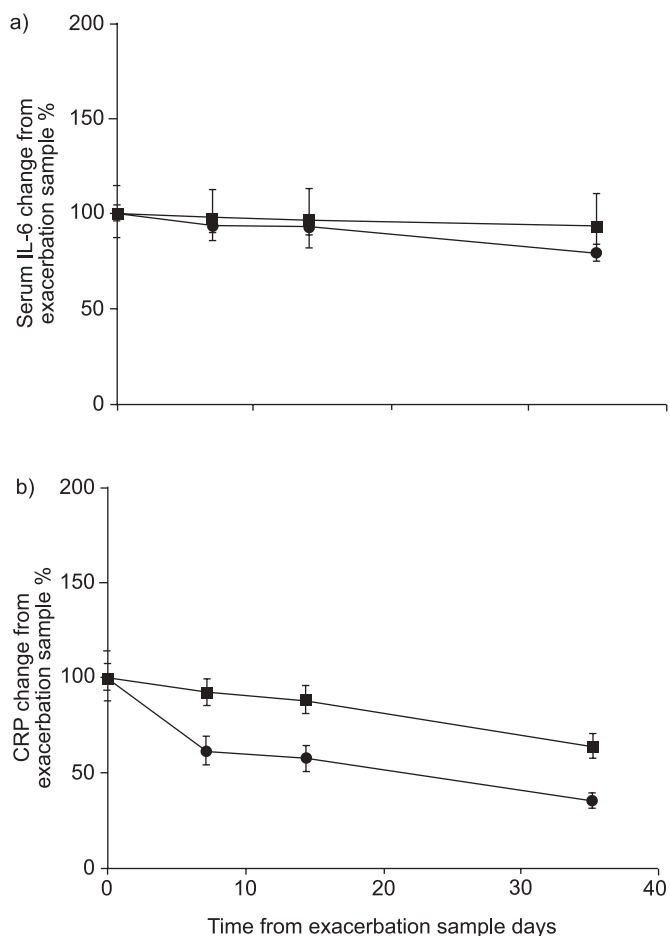 a)
200
150
100
50
0
Serum IL-6 change from
exacerbation sample %
b)
200
150
100
50
0
CRP change from
exacerbation sample %
0 10 20 30 40
Time from exacerbation sample days